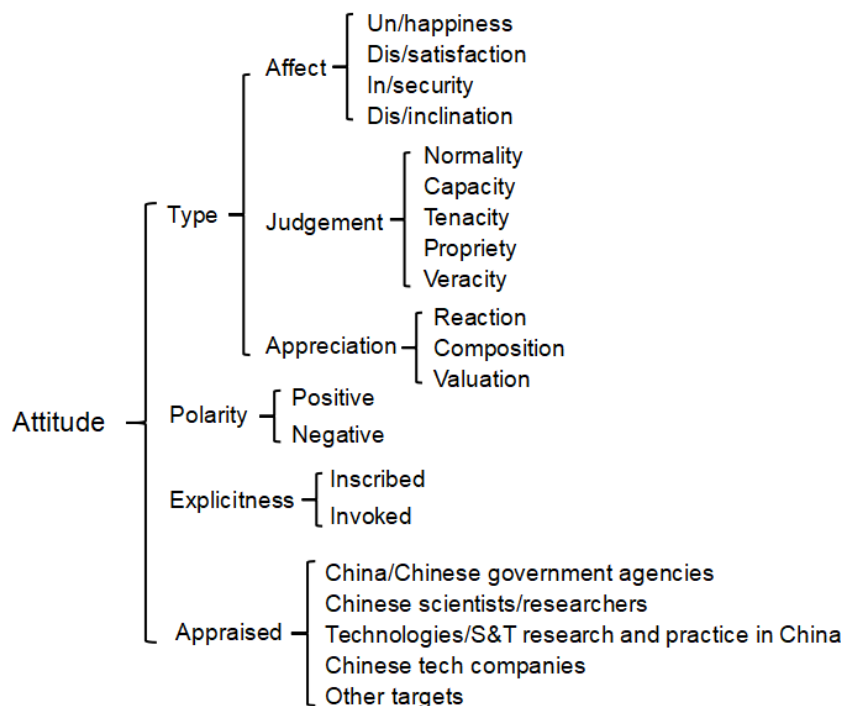 Un/happiness
Dis/satisfaction
Affect
In/security
Dis/inclination
Normality
Capacity
Type
Judgement
Tenacity
Propriety
Veracity
Reaction
Appreciation
Composition
Valuation
Attitude
Polarity
Positive
Negative
Explicitness
Inscribed
Invoked
China/Chinese government agencies
Chinese scientists/researchers
Appraised
Technologies/S&T research and practice in China
Chinese tech companies
Other targets